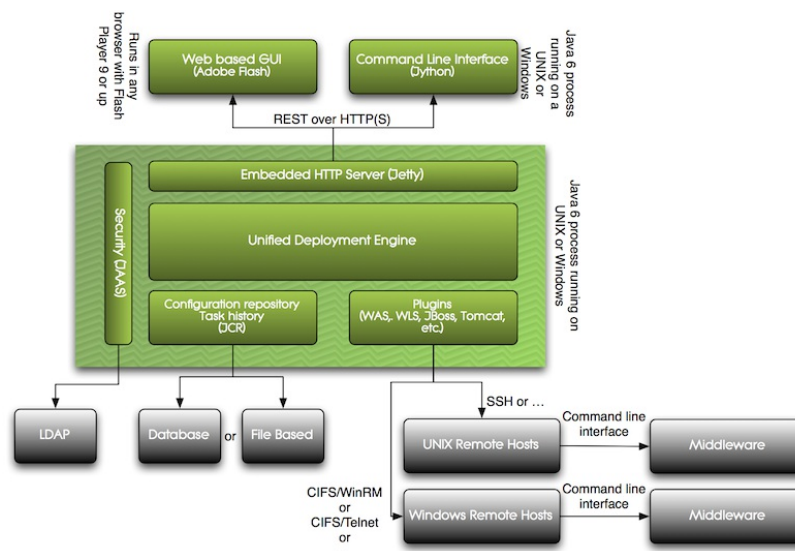 Runs in any
browser with Flash
Player 9 or up
Web based GUI
(Adobe Flash)
Command Line Interface
(Jython)
Java 6 process
running on a
UNIX or
Windows
REST over HTTP(S)
Embedded HTTP Server (Jetty)
Security (JAAS)
Unified Deployment Engine
Java 6 process running on
UNIX or Windows
Configuration repository
Task history
(JCR)
Plugins
(WAS,. WLS, JBoss, Tomcat,
etc.)
SSH or ...
LDAP
Database
or
File Based
UNIX Remote Hosts
Command line
interface
Middleware
CIFS/WinRM
or
CIFS/Telnet
or
Windows Remote Hosts
Command line
interface
Middleware